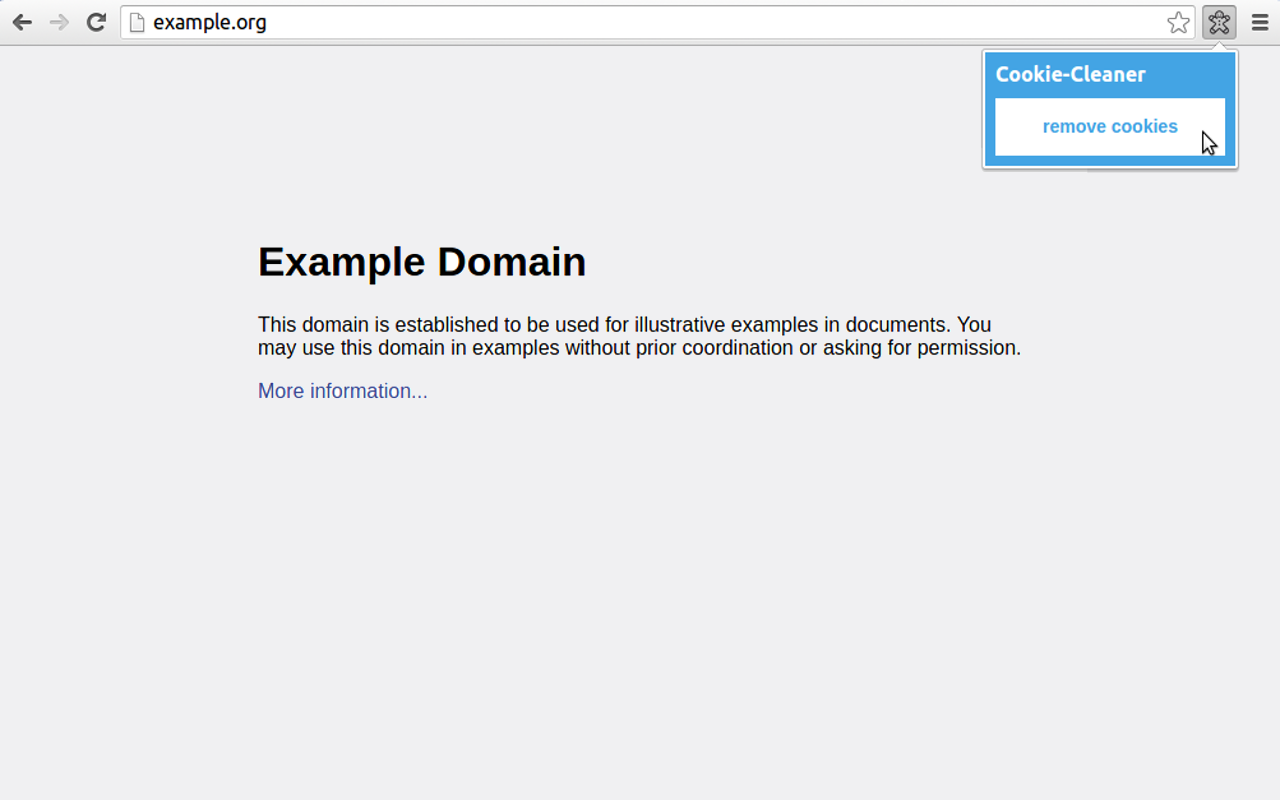 example.org
Cookie-Cleaner
remove cookies
Example Domain
This domain is established to be used for illustrative examples in documents. You
may use this domain in examples without prior coordination or asking for permission.
More information...